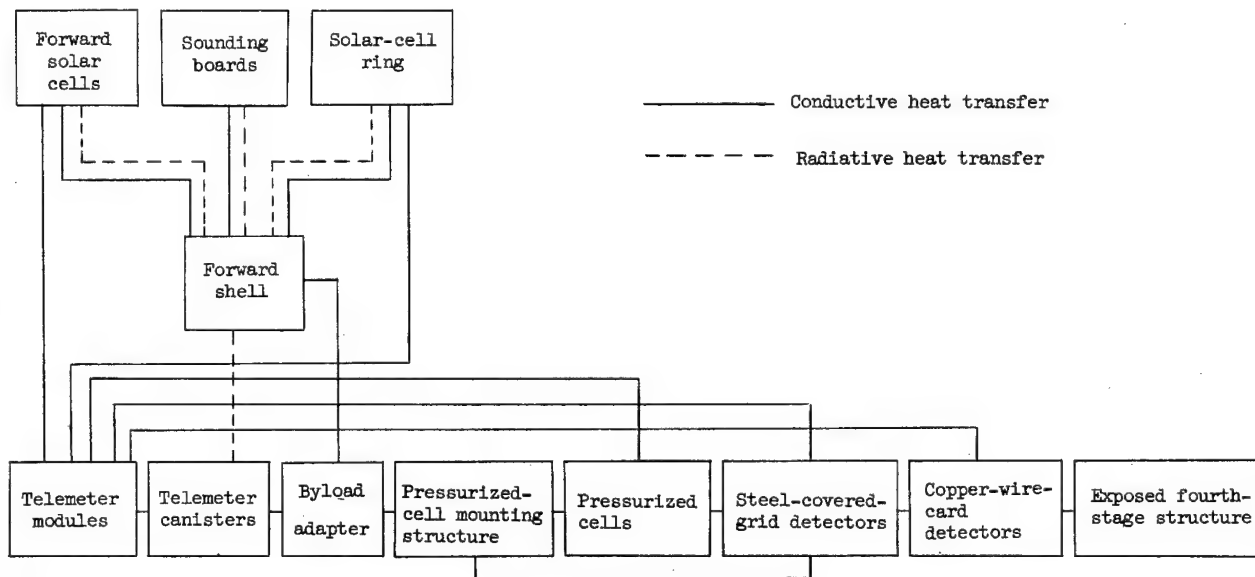 Forward
solar
cells
Sounding
boards
Solar-cell
ring
Conductive heat transfer
Radiative heat transfer
Forward
shell
Telemeter
modules
Telemeter
canisters
Byload
adapter
Pressurized-
cell mounting
structure
Pressurized
cells
Steel-covered-
grid detectors
Copper-wire-
card
detectors
Exposed fourth-
stage structure